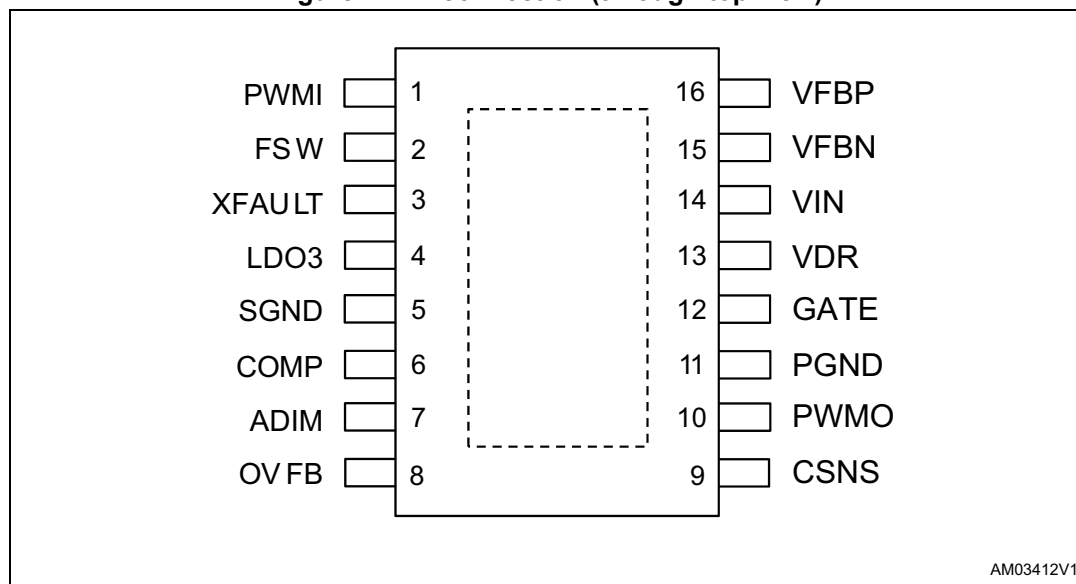 PWMI 1 16 VFBP
FSW 2 15 VFBN
XFAULT 3 14 VIN
LDO3 4 13 VDR
SGND 5 12 GATE
COMP 6 11 PGND
ADIM 7 10 PWMO
OVFB 8 9 CSNS
AM03412V1